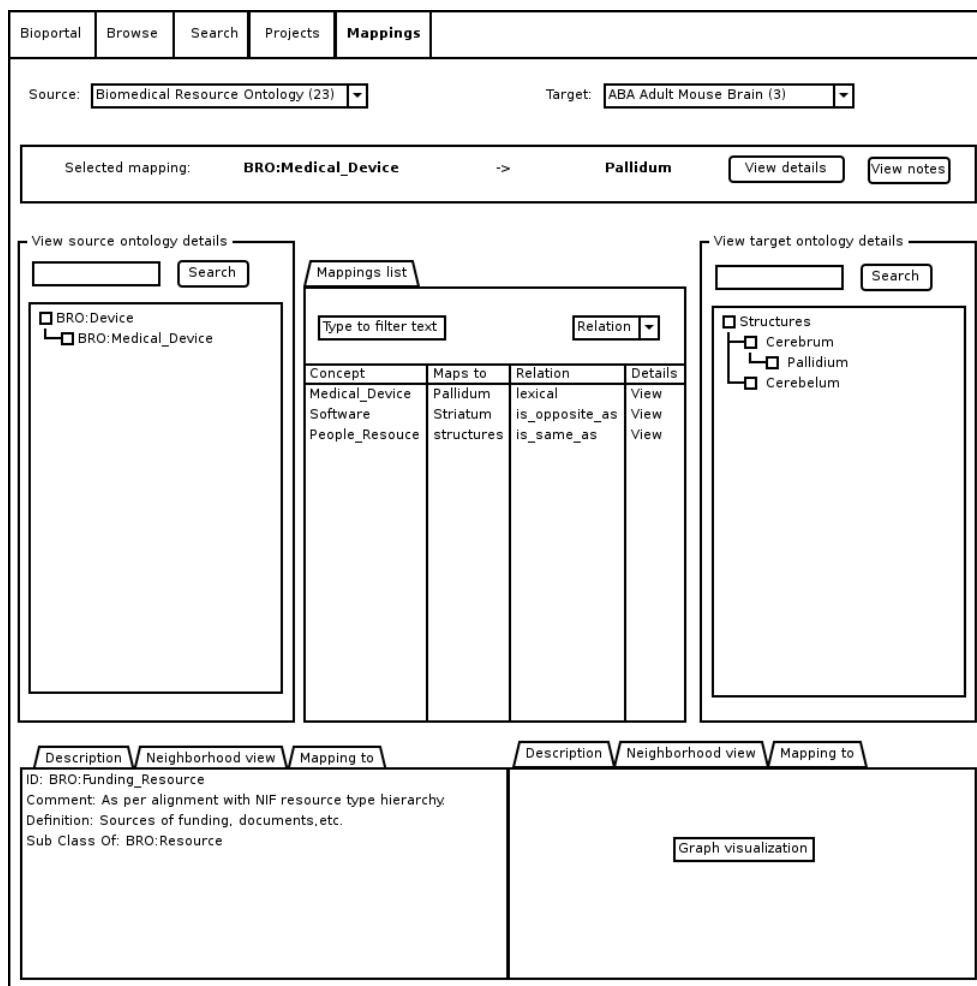 Bioportal Browse Search Projects Mappings
Source: Biomedical Resource Ontology (23) Target: ABA Adult Mouse Brain (3)
Selected mapping: BRO:Medical_Device -> Pallidum View details View notes
View source ontology details
Search
BRO:Device
BRO:Medical_Device
Mappings list
Type to filter text Relation
Concept Maps to Relation Details
Medical_Device Pallidum lexical View
Software Striatum is_opposite_as View
People_Resouce structures is_same_as View
View target ontology details
Search
Structures
Cerebrum
Pallidium
Cerebelum
Description Neighborhood view Mapping to
ID: BRO:Funding_Resource
Comment: As per alignment with NIF resource type hierarchy.
Definition: Sources of funding, documents,etc.
Sub Class Of: BRO:Resource
Description Neighborhood view Mapping to
Graph visualization